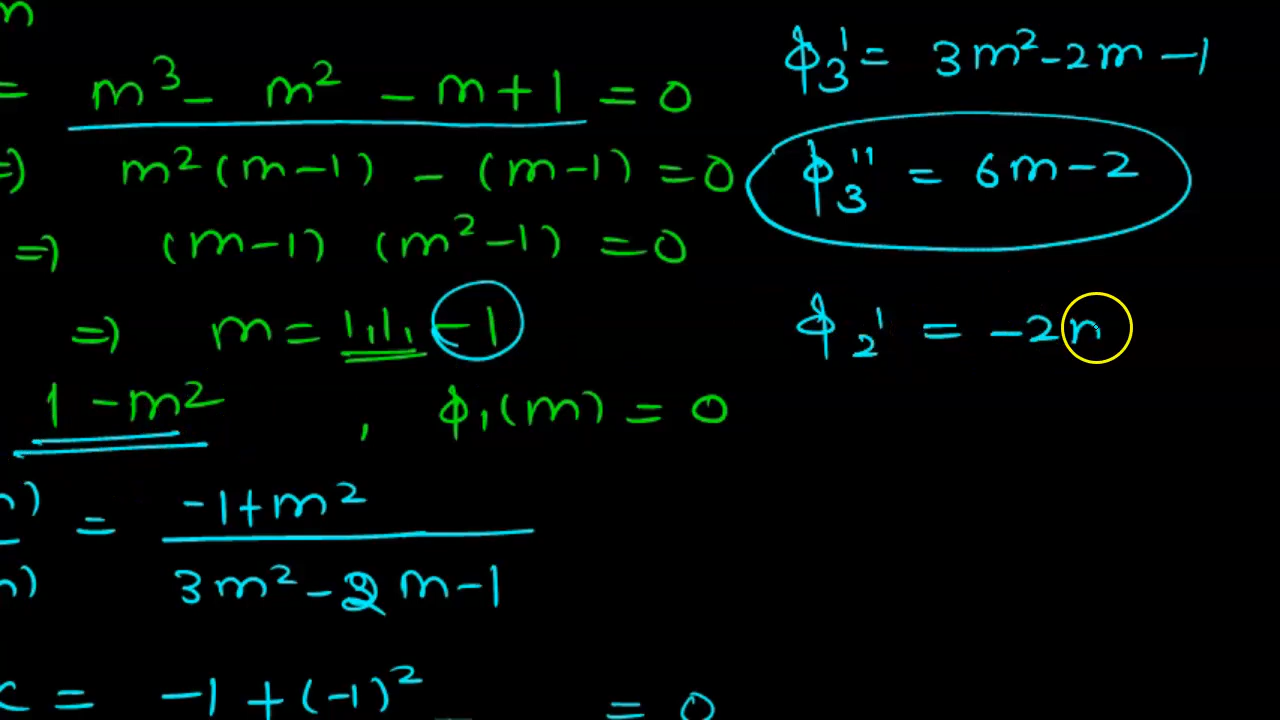 m
= m³ - m² - m + 1 = 0
⇒) m²(m-1) - (m-1) = 0
⇒) (m-1) (m²-1) = 0
⇒) m = 1,1, -1
1 - m² , ϕ₁(m) = 0
m) = -1+m²
m) 3m²-2m-1
c = -1 + (-1)² = 0
ϕ₃' = 3m²-2m-1
ϕ₃'' = 6m-2
ϕ₂' = -2m